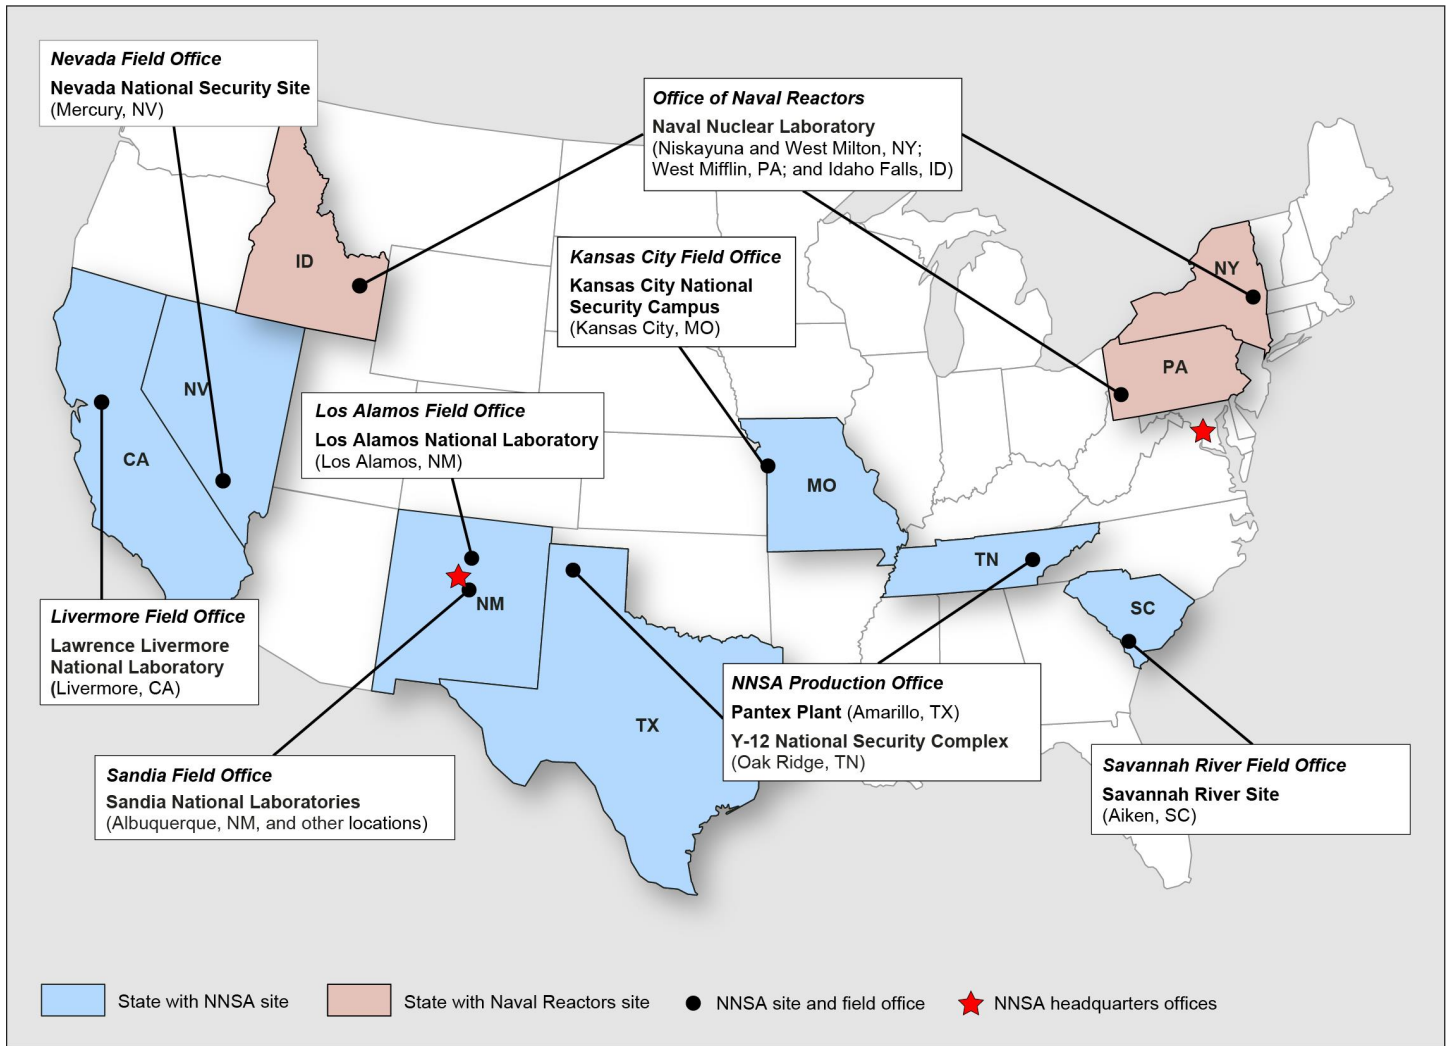 Nevada Field Office
Nevada National Security Site
(Mercury, NV)
Office of Naval Reactors
Naval Nuclear Laboratory
(Niskayuna and West Milton, NY;
West Mifflin, PA; and Idaho Falls, ID)
Kansas City Field Office
Kansas City National
Security Campus
(Kansas City, MO)
ID
NY
PA
NV
CA
Los Alamos Field Office
Los Alamos National Laboratory
(Los Alamos, NM)
MO
TN
NM
SC
TX
Livermore Field Office
Lawrence Livermore
National Laboratory
(Livermore, CA)
NNSA Production Office
Pantex Plant (Amarillo, TX)
Y-12 National Security Complex
(Oak Ridge, TN)
Sandia Field Office
Sandia National Laboratories
(Albuquerque, NM, and other locations)
Savannah River Field Office
Savannah River Site
(Aiken, SC)
State with NNSA site
State with Naval Reactors site
NNSA site and field office
NNSA headquarters offices